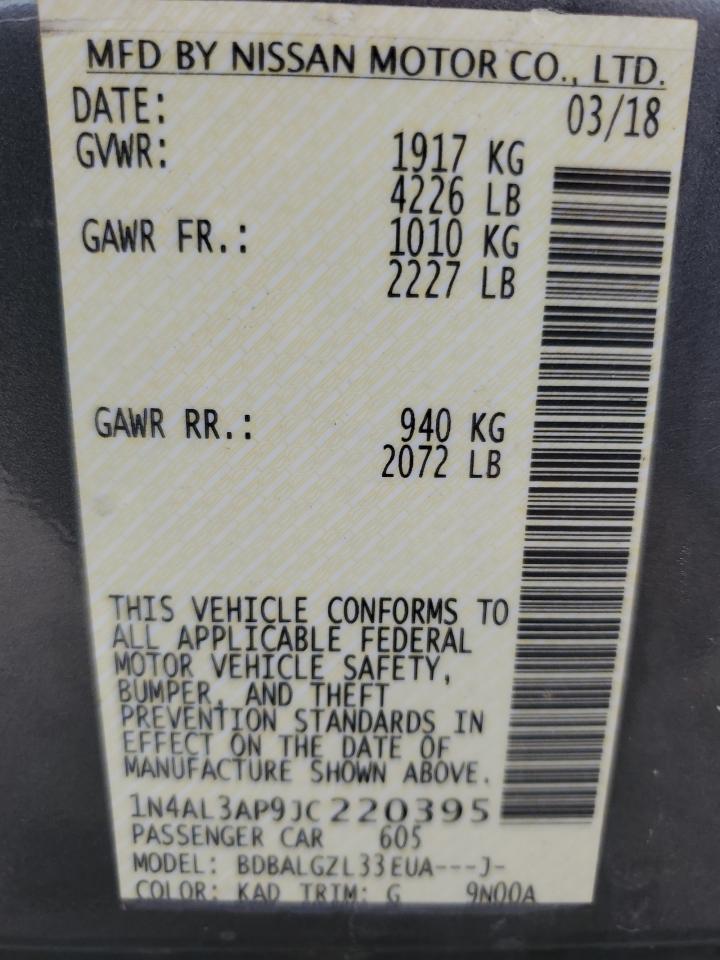 MFD BY NISSAN MOTOR CO., LTD.
DATE: 03/18
GVWR: 1917 KG
4226 LB
GAWR FR.: 1010 KG
2227 LB
GAWR RR.: 940 KG
2072 LB
THIS VEHICLE CONFORMS TO
ALL APPLICABLE FEDERAL
MOTOR VEHICLE SAFETY,
BUMPER, AND THEFT
PREVENTION STANDARDS IN
EFFECT ON THE DATE OF
MANUFACTURE SHOWN ABOVE.
1N4AL3AP9JC220395
PASSENGER CAR 605
MODEL: BDBALGZL33EUA---J-
COLOR: KAD TRIM: G 9N00A